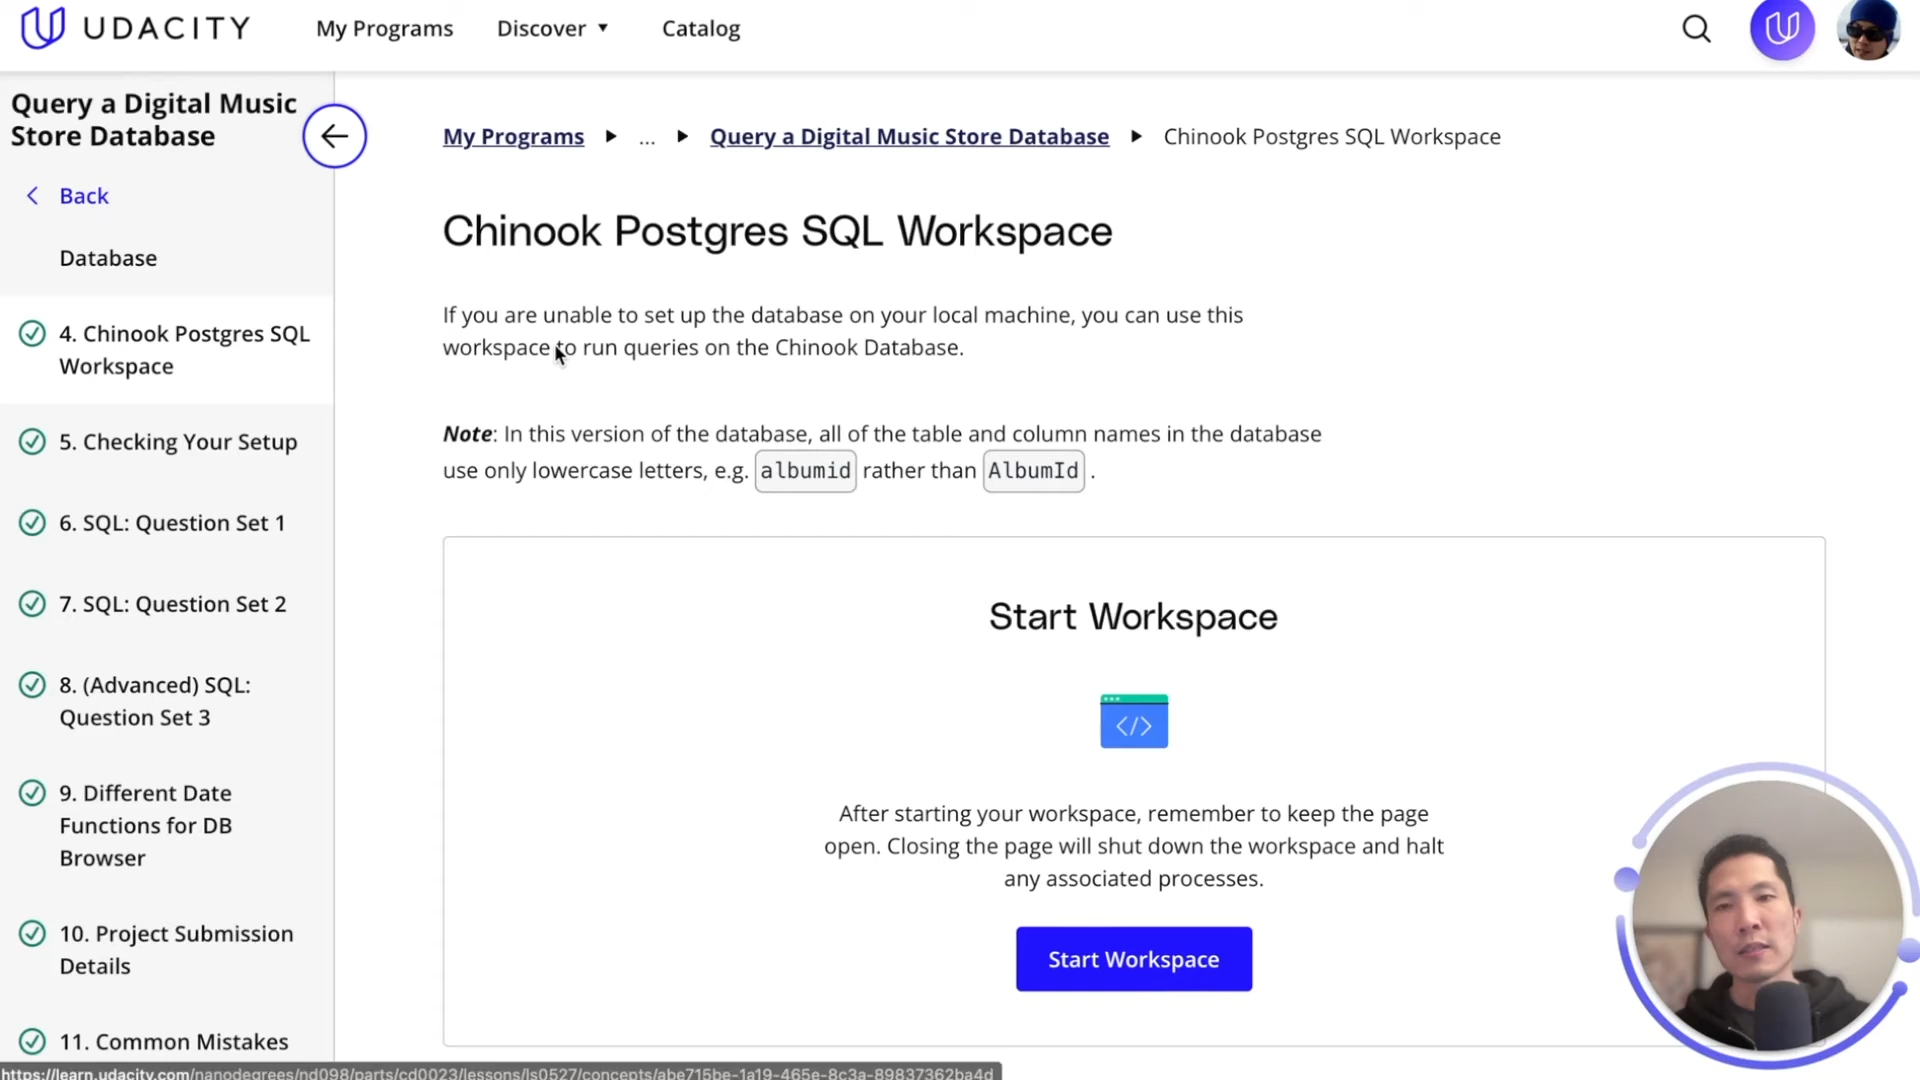 UDACITY
My Programs
Discover ▼
Catalog
Query a Digital Music
Store Database
Back
Database
4. Chinook Postgres SQL
Workspace
5. Checking Your Setup
6. SQL: Question Set 1
7. SQL: Question Set 2
8. (Advanced) SQL:
Question Set 3
9. Different Date
Functions for DB
Browser
10. Project Submission
Details
11. Common Mistakes
My Programs ▶ ... ▶ Query a Digital Music Store Database ▶ Chinook Postgres SQL Workspace
Chinook Postgres SQL Workspace
If you are unable to set up the database on your local machine, you can use this
workspace to run queries on the Chinook Database.
Note: In this version of the database, all of the table and column names in the database
use only lowercase letters, e.g. albumid rather than AlbumId .
Start Workspace
</>
After starting your workspace, remember to keep the page
open. Closing the page will shut down the workspace and halt
any associated processes.
Start Workspace
https://learn.udacity.com/nanodegrees/nd098/parts/cd0023/lessons/ls0527/concepts/abe715be-1a19-465e-8c3a-89837362ba4d